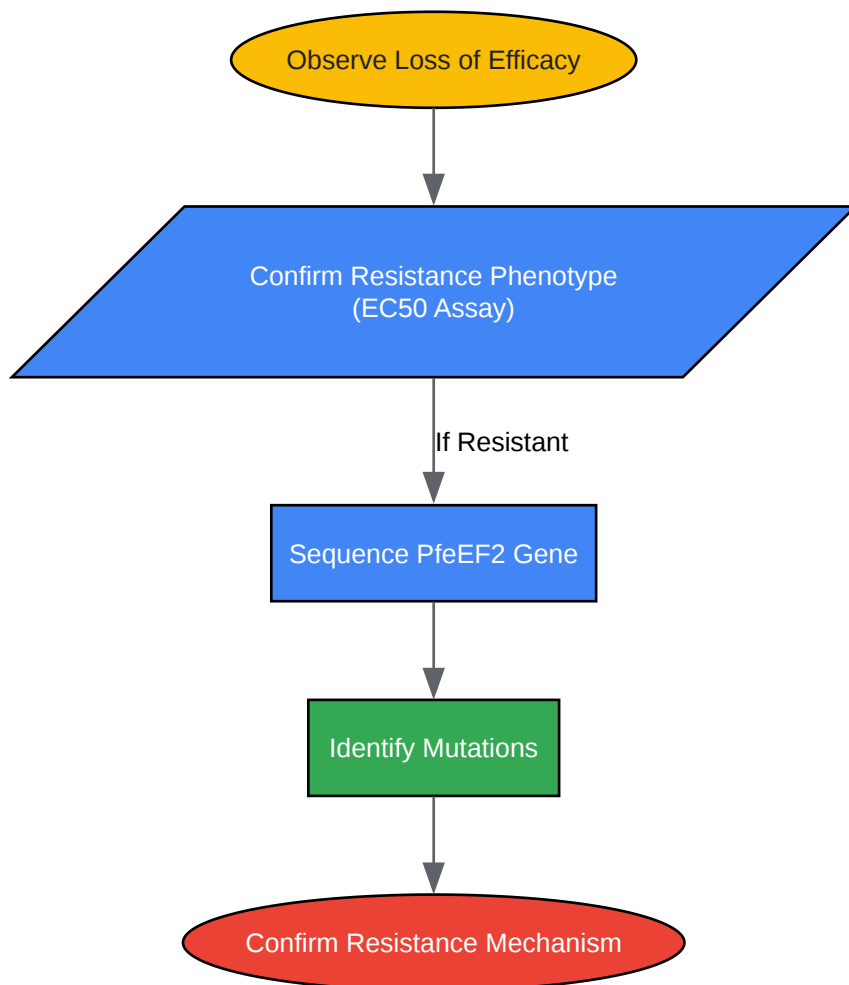 Observe Loss of Efficacy
Confirm Resistance Phenotype
(EC50 Assay)
If Resistant
Sequence PfeEF2 Gene
Identify Mutations
Confirm Resistance Mechanism